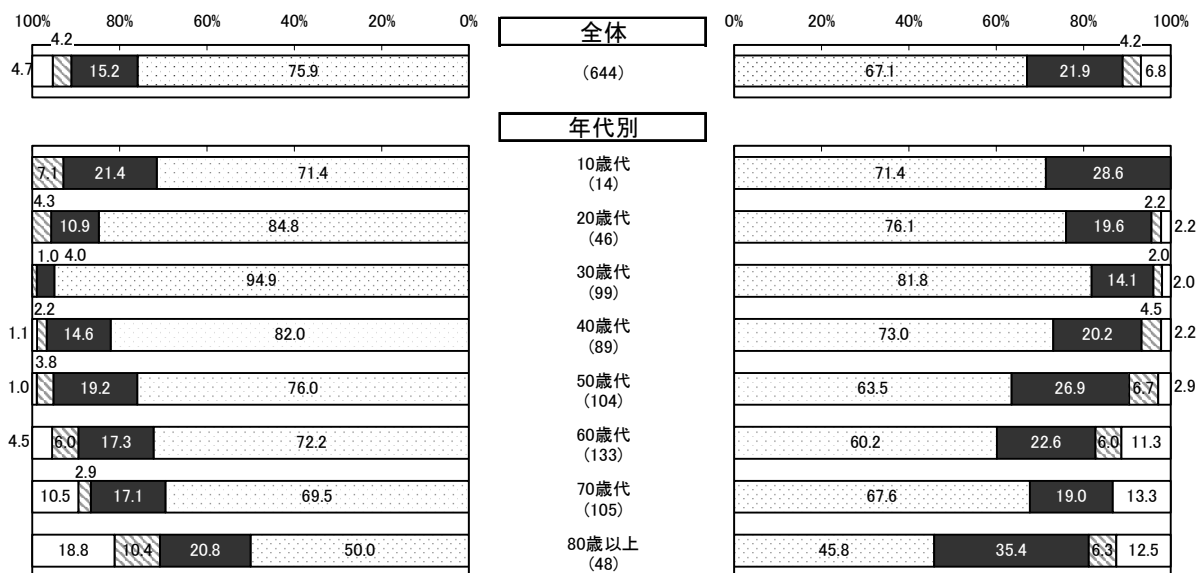 100% 80% 60% 40% 20% 0% 0% 20% 40% 60% 80% 100%
全体
4.2 4.2
4.7 15.2 75.9 (644) 67.1 21.9 6.8
年代別
10歳代
7.1 21.4 71.4 (14) 71.4 28.6
4.3 20歳代 2.2
10.9 84.8 (46) 76.1 19.6 2.2
1.0 4.0 30歳代 2.0
94.9 (99) 81.8 14.1 2.0
2.2 40歳代 4.5
1.1 14.6 82.0 (89) 73.0 20.2 2.2
3.8 50歳代
1.0 19.2 76.0 (104) 63.5 26.9 6.7 2.9
60歳代
4.5 6.0 17.3 72.2 (133) 60.2 22.6 6.0 11.3
2.9 70歳代
10.5 17.1 69.5 (105) 67.6 19.0 13.3
80歳以上
18.8 10.4 20.8 50.0 (48) 45.8 35.4 6.3 12.5